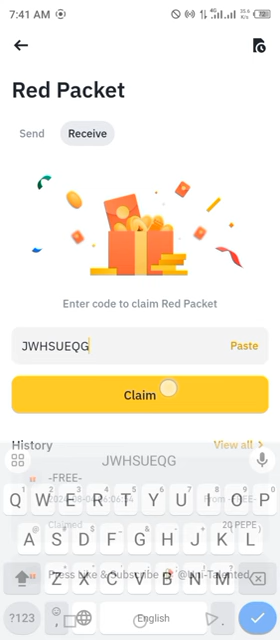 7:41 AM
Red Packet
Send
Receive
Enter code to claim Red Packet
JWHSUEQG
Paste
Claim
History
View all
JWHSUEQG
-FREE-
Claimed
20 PEPE
Q W E R T Y U I O P
A S D F G H J K L
Press Like & Subscribe
Z X C V B N M
?123
English